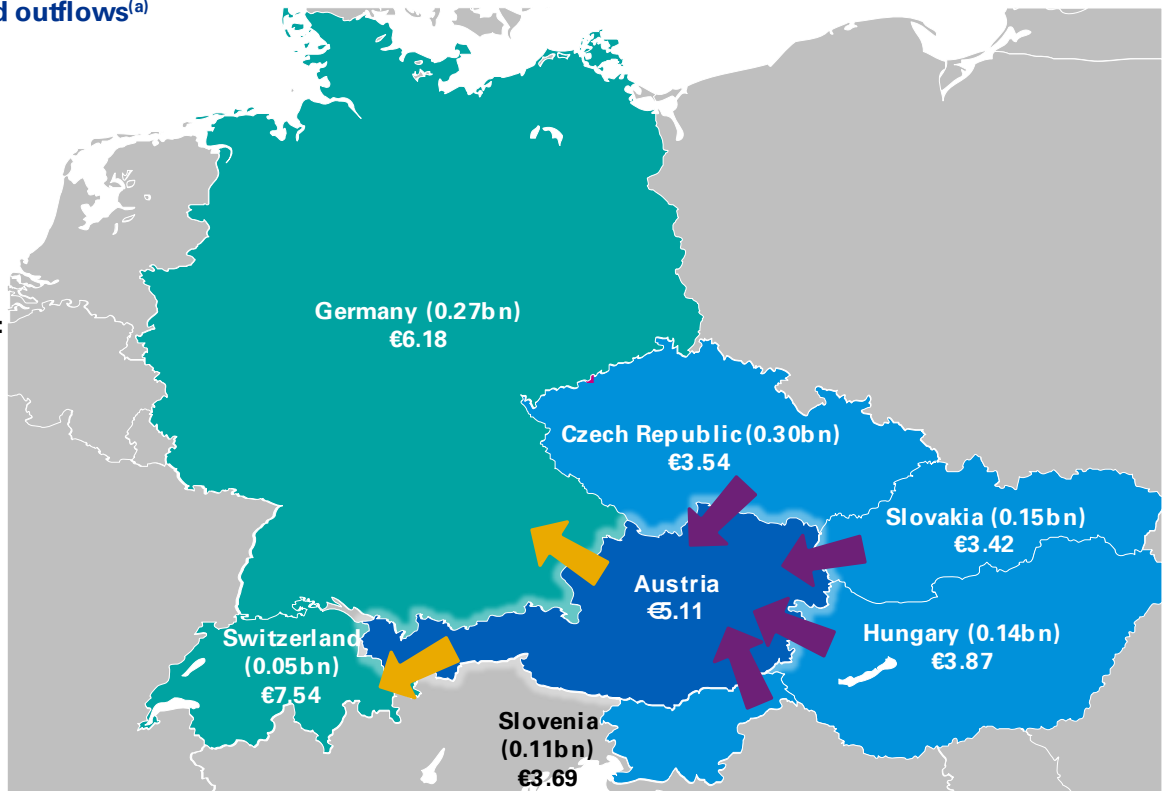 d outflows(a)
:
Germany (0.27bn)
€6.18
Czech Republic (0.30bn)
€3.54
Slovakia (0.15bn)
€3.42
Austria
€5.11
Hungary (0.14bn)
€3.87
Switzerland
(0.05bn)
€7.54
Slovenia
(0.11bn)
€3.69